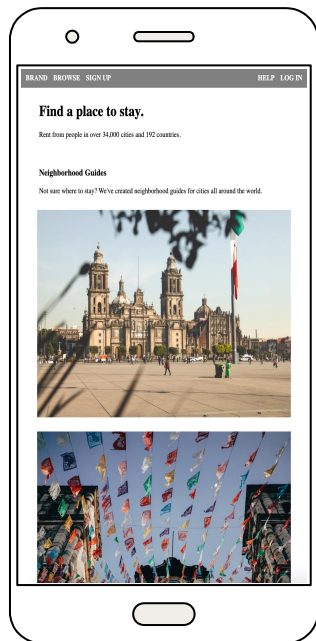 BRAND BROWSE SIGN UP HELP LOG IN
Find a place to stay.
Rent from people in over 34,000 cities and 192 countries.
Neighborhood Guides
Not sure where to stay? We've created neighborhood guides for cities all around the world.